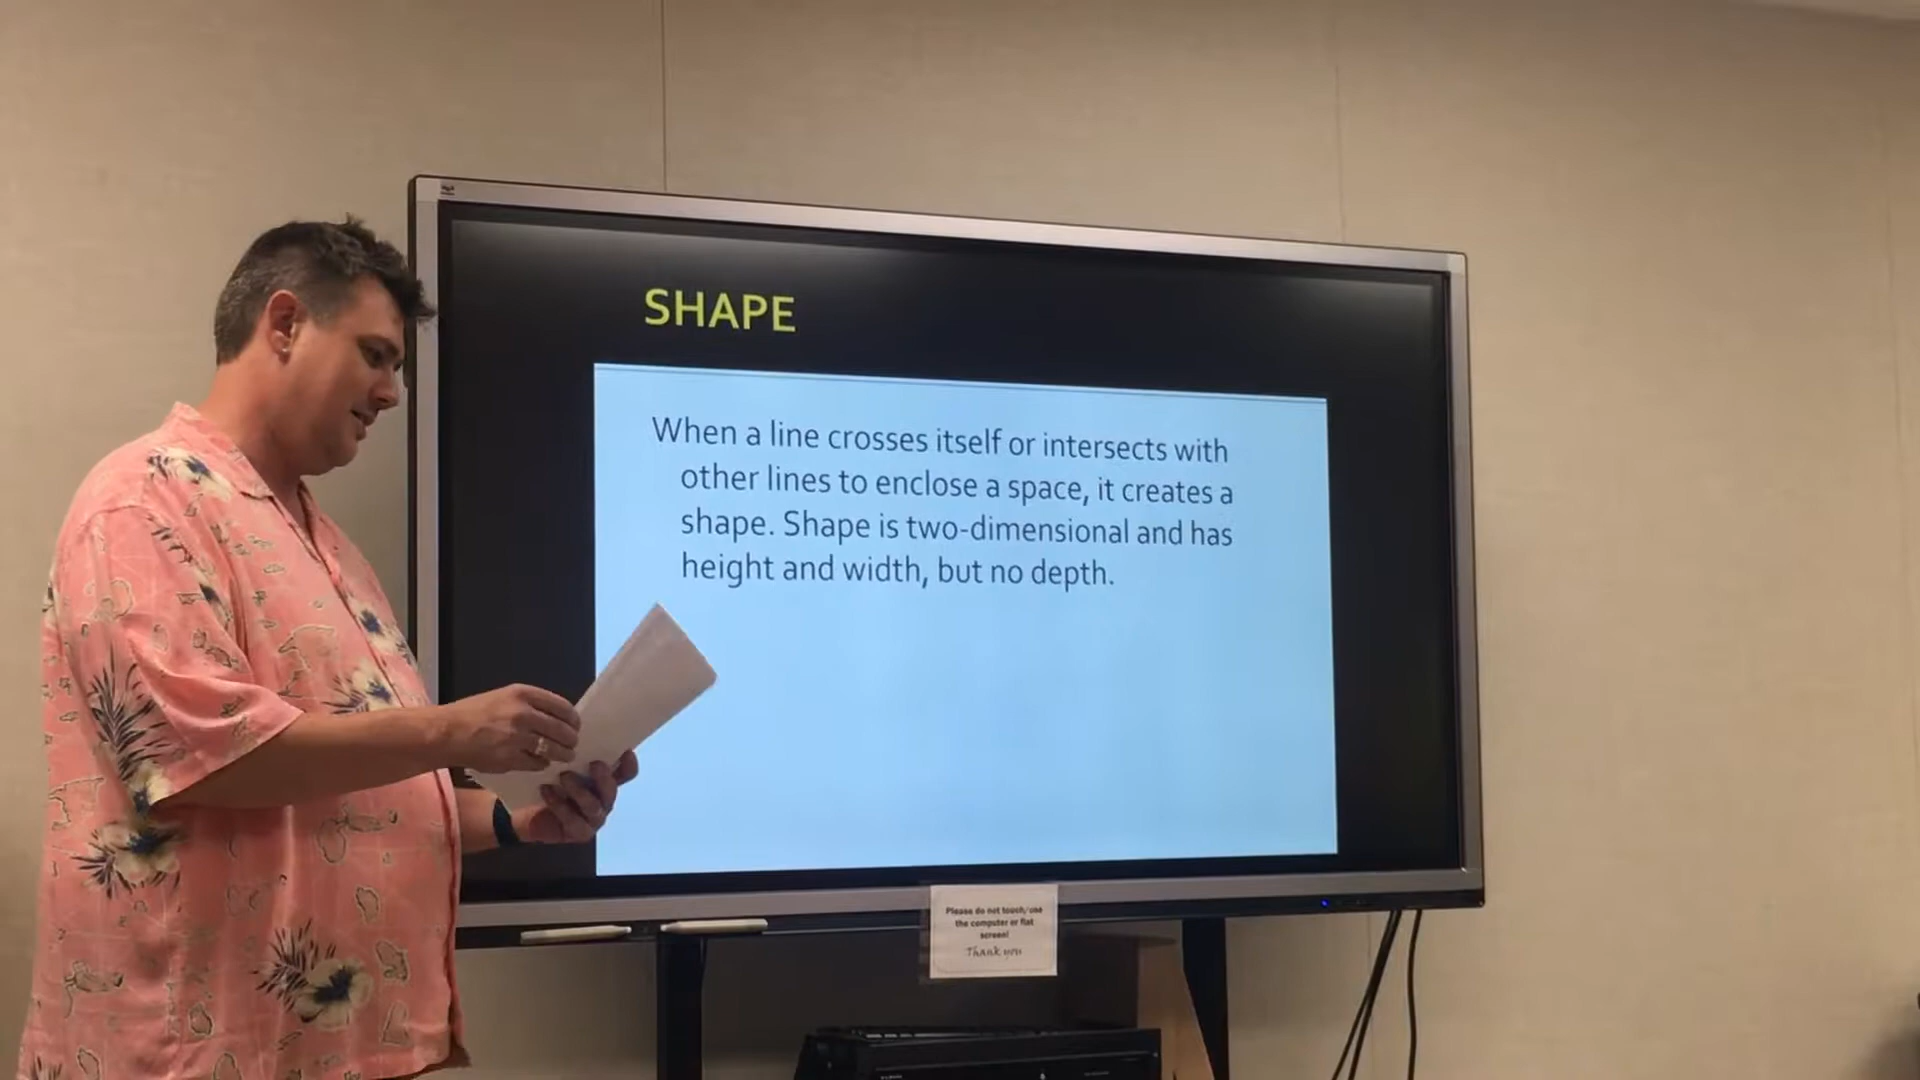 SHAPE
When a line crosses itself or intersects with
other lines to enclose a space, it creates a
shape. Shape is two-dimensional and has
height and width, but no depth.
Please do not touch/use
the computer or flat
screen!
Thank you